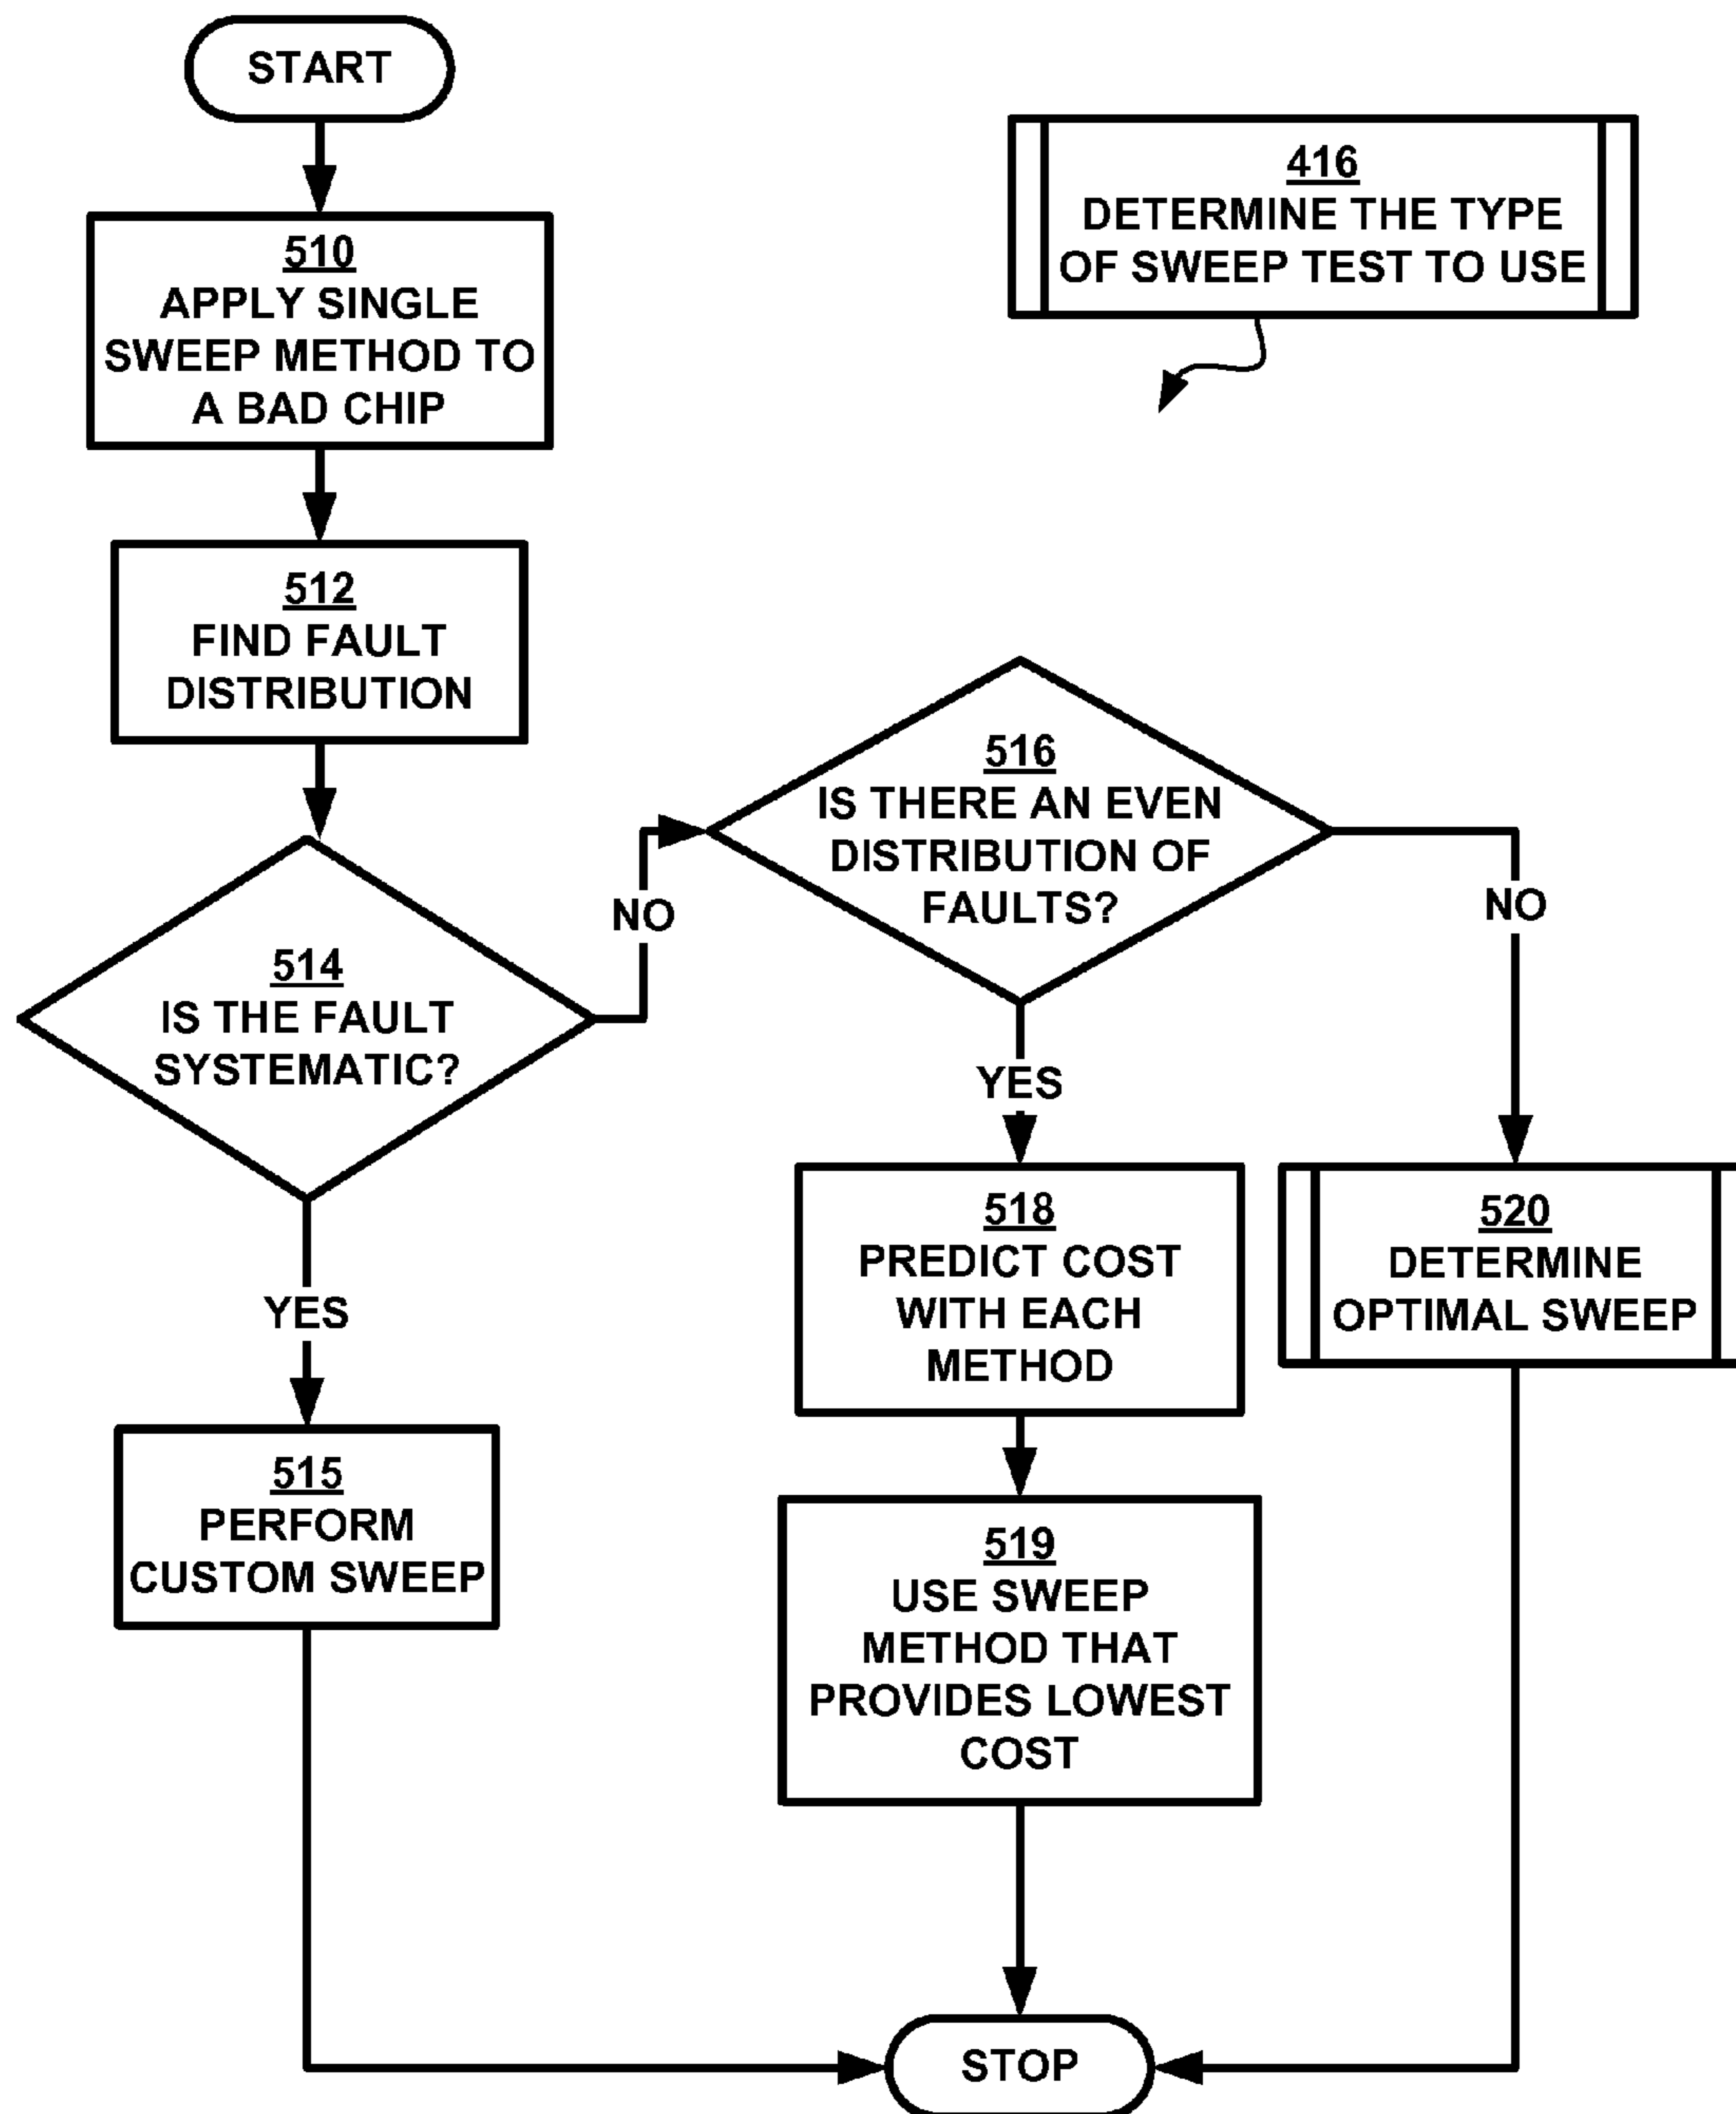 START
416
DETERMINE THE TYPE
OF SWEEP TEST TO USE
510
APPLY SINGLE
SWEEP METHOD TO
A BAD CHIP
512
FIND FAULT
DISTRIBUTION
514
IS THE FAULT
SYSTEMATIC?
NO
516
IS THERE AN EVEN
DISTRIBUTION OF
FAULTS?
NO
YES
YES
515
PERFORM
CUSTOM SWEEP
518
PREDICT COST
WITH EACH
METHOD
520
DETERMINE
OPTIMAL SWEEP
519
USE SWEEP
METHOD THAT
PROVIDES LOWEST
COST
STOP